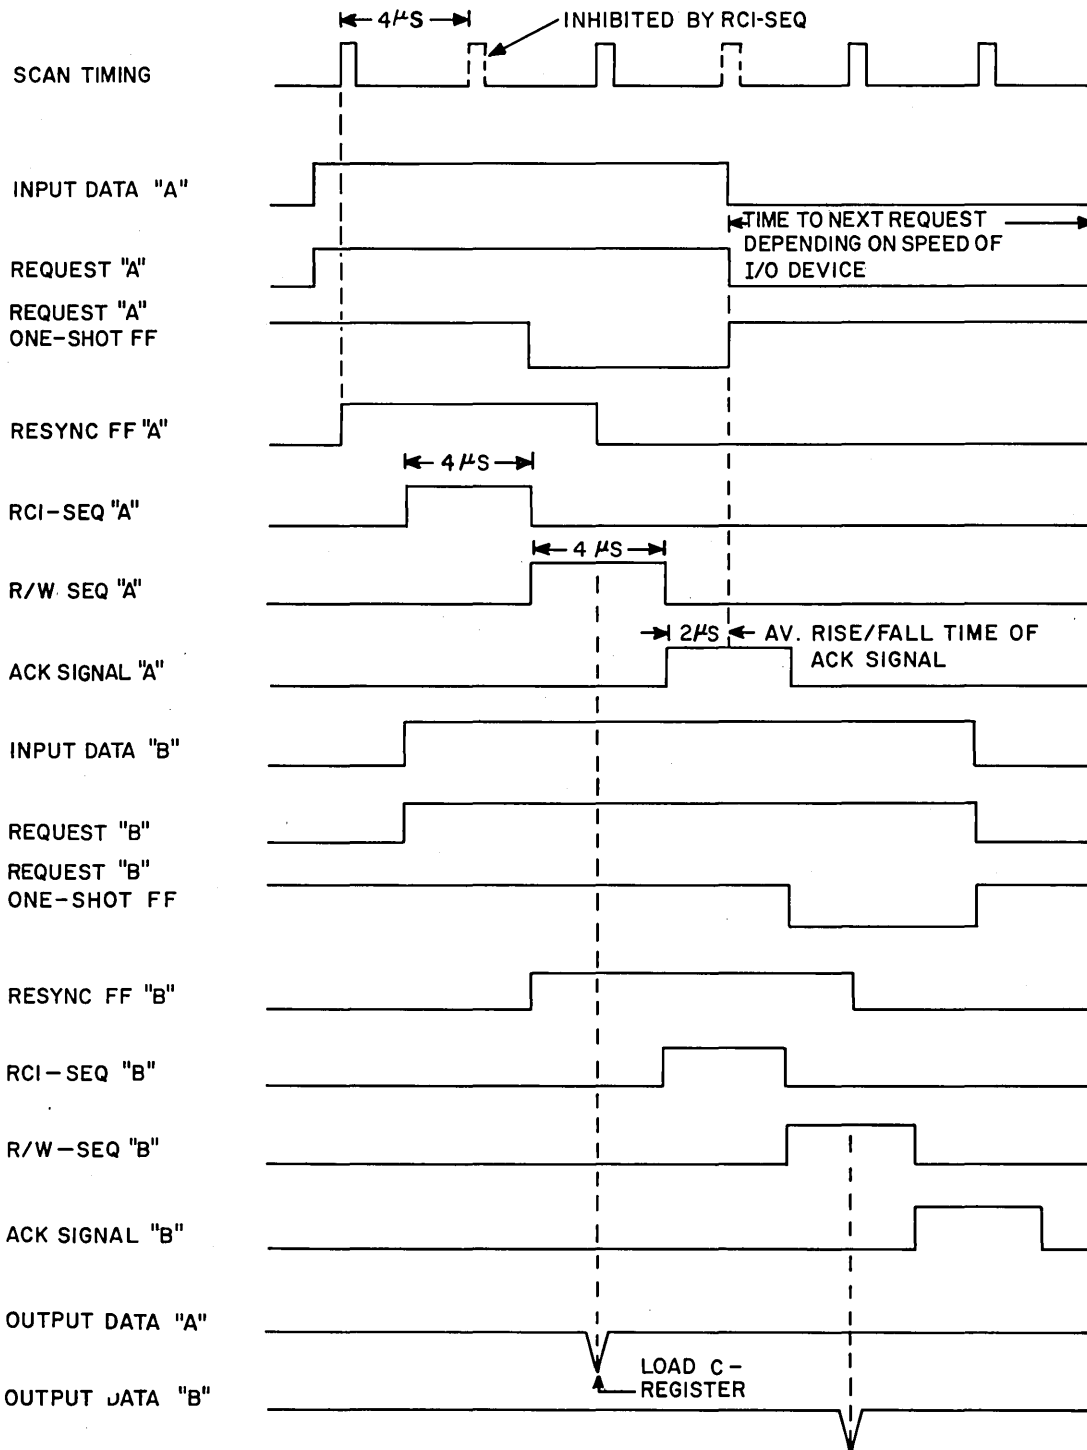 4μS
INHIBITED BY RCI-SEQ
SCAN TIMING
INPUT DATA "A"
TIME TO NEXT REQUEST
DEPENDING ON SPEED OF
I/O DEVICE
REQUEST "A"
REQUEST "A"
ONE-SHOT FF
RESYNC FF "A"
4μS
RCI-SEQ "A"
4 μS
R/W SEQ "A"
2μS
AV. RISE/FALL TIME OF
ACK SIGNAL
ACK SIGNAL "A"
INPUT DATA "B"
REQUEST "B"
REQUEST "B"
ONE-SHOT FF
RESYNC FF "B"
RCI-SEQ "B"
R/W-SEQ "B"
ACK SIGNAL "B"
OUTPUT DATA "A"
LOAD C-
REGISTER
OUTPUT DATA "B"